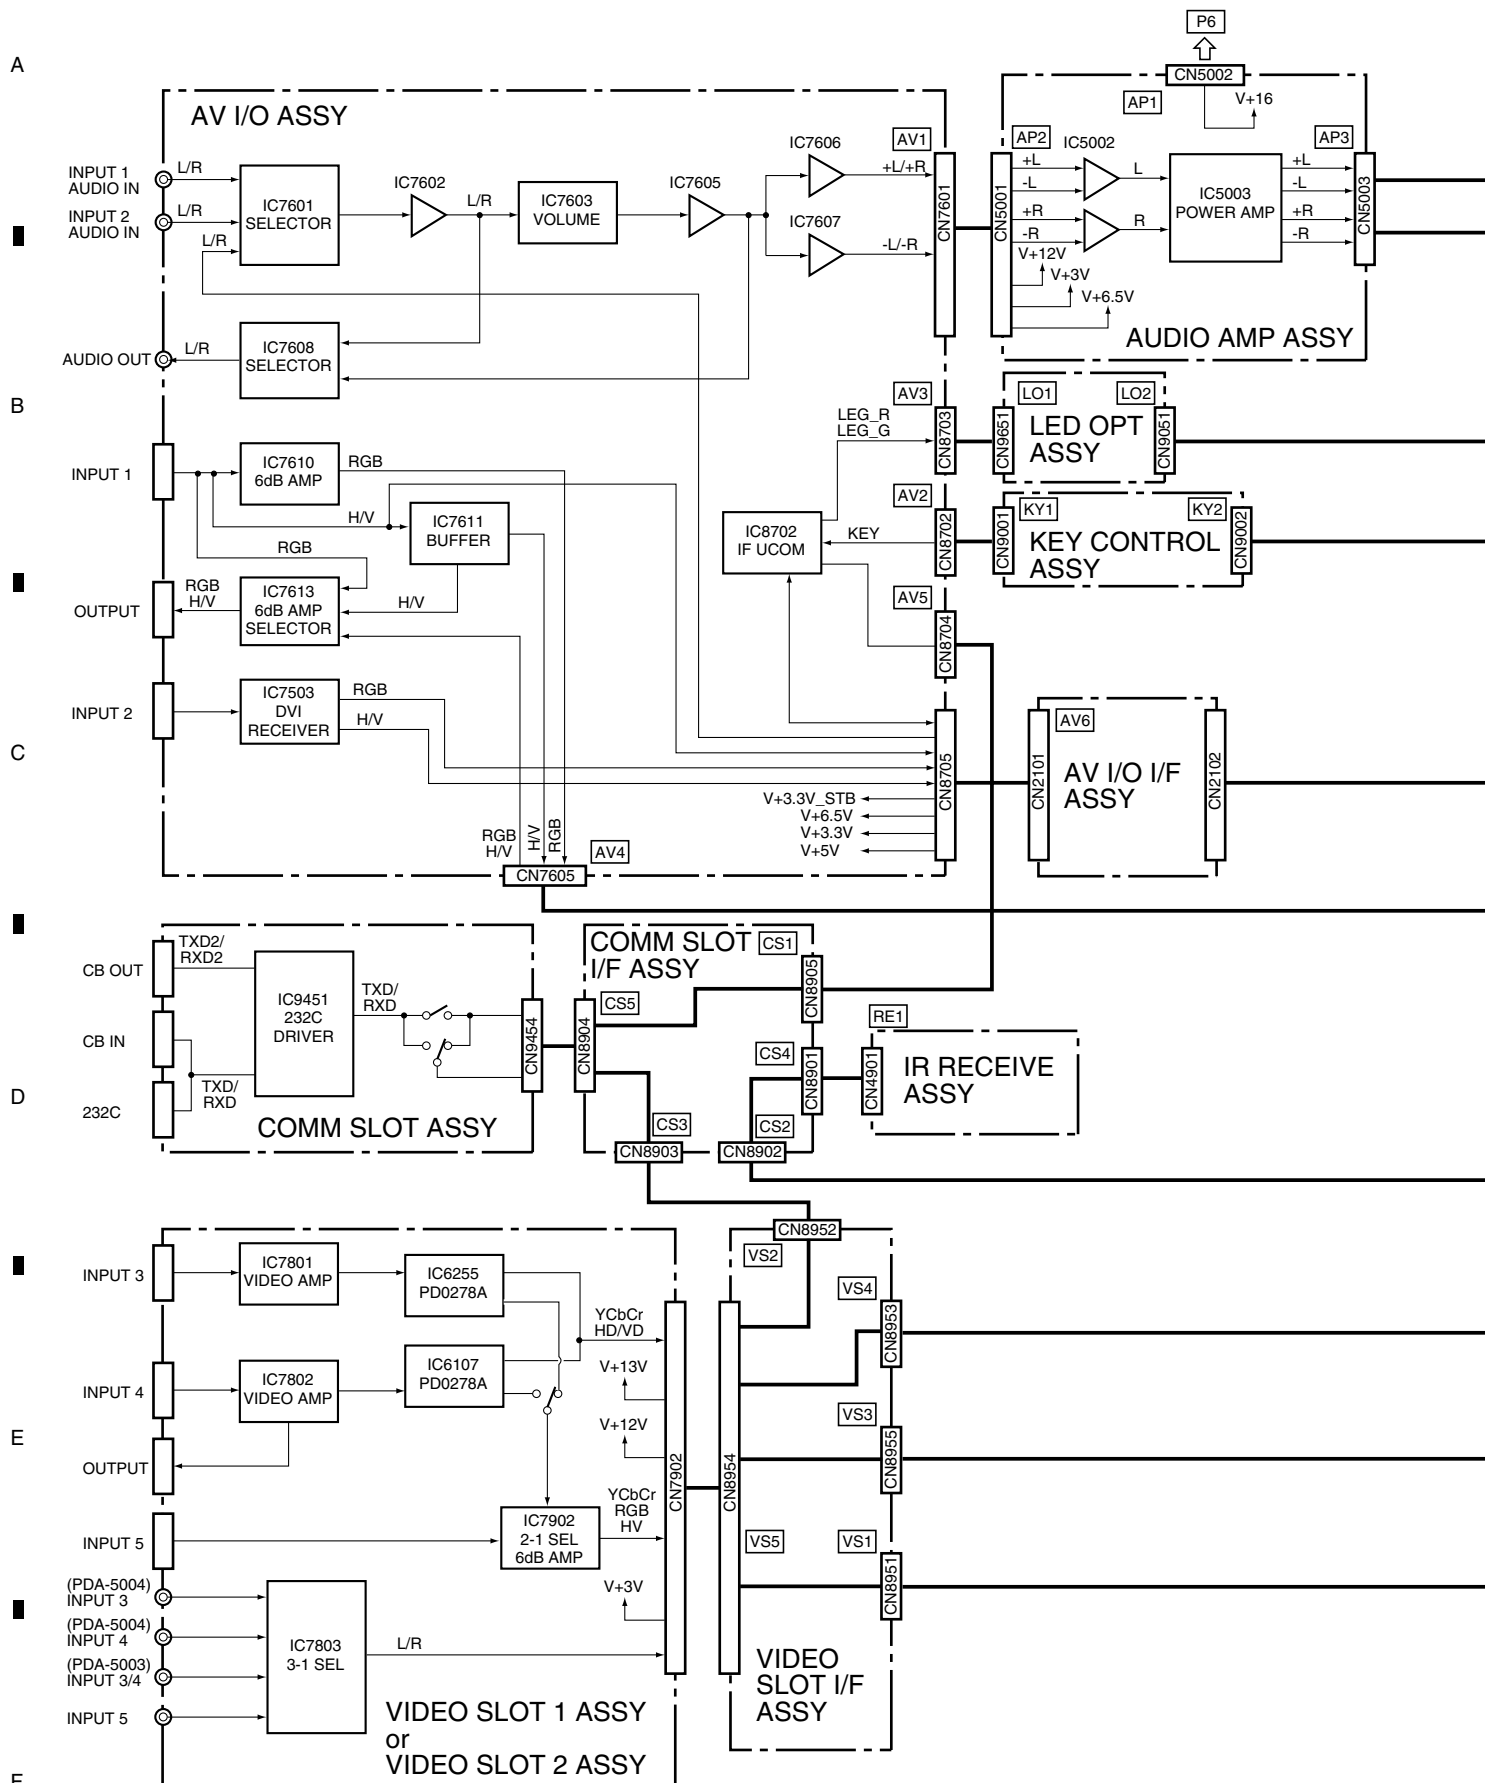 P6
A
CN5002
AP1
V+16
AV I/O ASSY
AV1
AP2
IC5002
AP3
IC7606
+L/+R
+L
L
+L
INPUT 1
AUDIO IN
L/R
IC7601
SELECTOR
IC7602
L/R
IC7603
VOLUME
IC7605
CN7601
CN5001
-L
IC5003
POWER AMP
-L
CN5003
INPUT 2
AUDIO IN
L/R
IC7607
+R
R
+R
L/R
-L/-R
-R
-R
V+12V
V+3V
V+6.5V
AUDIO AMP ASSY
AUDIO OUT
L/R
IC7608
SELECTOR
B
AV3
LEG_R
LEG_G
CN8703
LO1
LO2
CN9651
LED OPT
ASSY
CN9051
INPUT 1
IC7610
6dB AMP
RGB
H/V
IC7611
BUFFER
RGB
AV2
IC8702
IF UCOM
KEY
CN8702
KY1
KY2
CN9001
KEY CONTROL
ASSY
CN9002
OUTPUT
RGB
H/V
IC7613
6dB AMP
SELECTOR
H/V
AV5
CN8704
INPUT 2
IC7503
DVI
RECEIVER
RGB
H/V
AV6
C
CN8705
CN2101
AV I/O I/F
ASSY
CN2102
V+3.3V_STB
V+6.5V
V+3.3V
V+5V
RGB
H/V
H/V
RGB
AV4
CN7605
CB OUT
TXD2/
RXD2
IC9451
232C
DRIVER
TXD/
RXD
CN9454
COMM SLOT
I/F ASSY
CS1
CN8905
CS5
CN8904
CB IN
RE1
CS4
CN8901
CN4901
IR RECEIVE
ASSY
D
232C
TXD/
RXD
COMM SLOT ASSY
CS3
CS2
CN8903
CN8902
CN8952
VS2
INPUT 3
IC7801
VIDEO AMP
IC6255
PD0278A
VS4
CN8953
YCbCr
HD/VD
INPUT 4
IC7802
VIDEO AMP
IC6107
PD0278A
V+13V
VS3
CN8955
E
V+12V
OUTPUT
CN7902
CN8954
INPUT 5
IC7902
2-1 SEL
6dB AMP
YCbCr
RGB
HV
VS5
VS1
CN8951
(PDA-5004)
INPUT 3
V+3V
(PDA-5004)
INPUT 4
IC7803
3-1 SEL
L/R
(PDA-5003)
INPUT 3/4
VIDEO
SLOT I/F
ASSY
INPUT 5
VIDEO SLOT 1 ASSY
or
VIDEO SLOT 2 ASSY